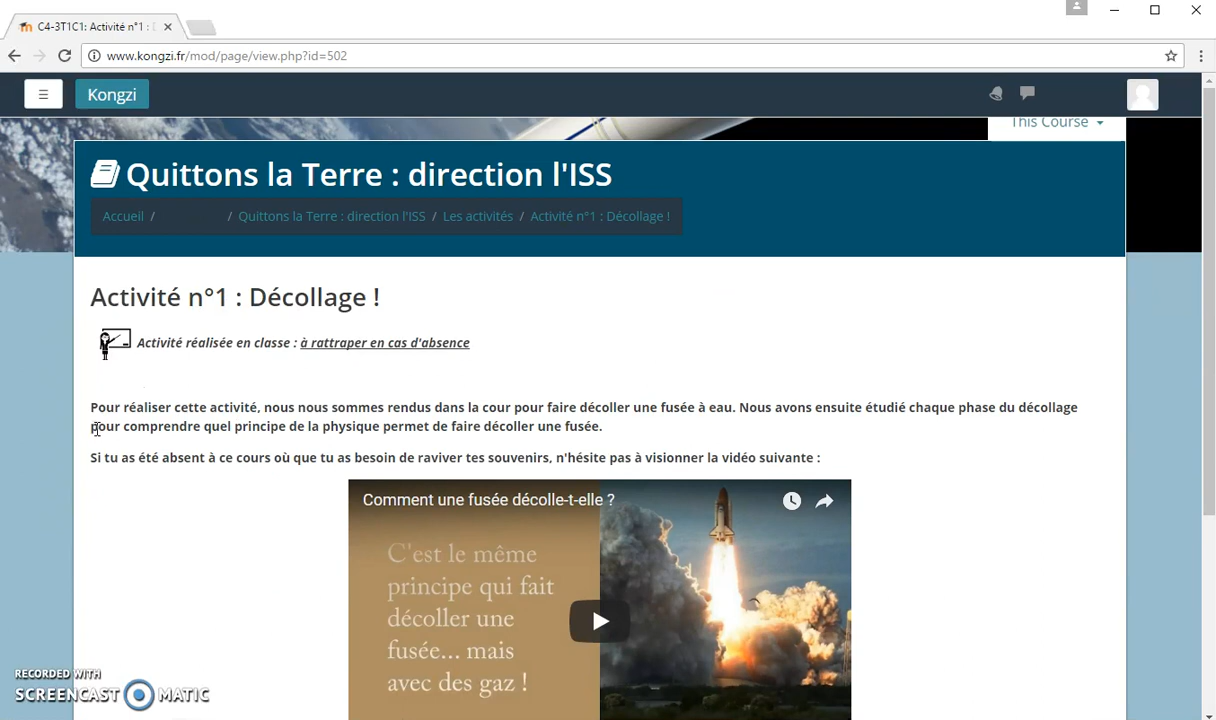 C4-3T1C1: Activité n°1 :
www.kongzi.fr/mod/page/view.php?id=502
Kongzi
This Course
Quittons la Terre : direction l'ISS
Accueil / / Quittons la Terre : direction l'ISS / Les activités / Activité n°1 : Décollage !
Activité n°1 : Décollage !
Activité réalisée en classe : à rattraper en cas d'absence
Pour réaliser cette activité, nous nous sommes rendus dans la cour pour faire décoller une fusée à eau. Nous avons ensuite étudié chaque phase du décollage
pour comprendre quel principe de la physique permet de faire décoller une fusée.
Si tu as été absent à ce cours où que tu as besoin de raviver tes souvenirs, n'hésite pas à visionner la vidéo suivante :
Comment une fusée décolle-t-elle ?
C'est le même
principe qui fait
décoller une
fusée... mais
avec des gaz !
RECORDED WITH
SCREENCAST MATIC